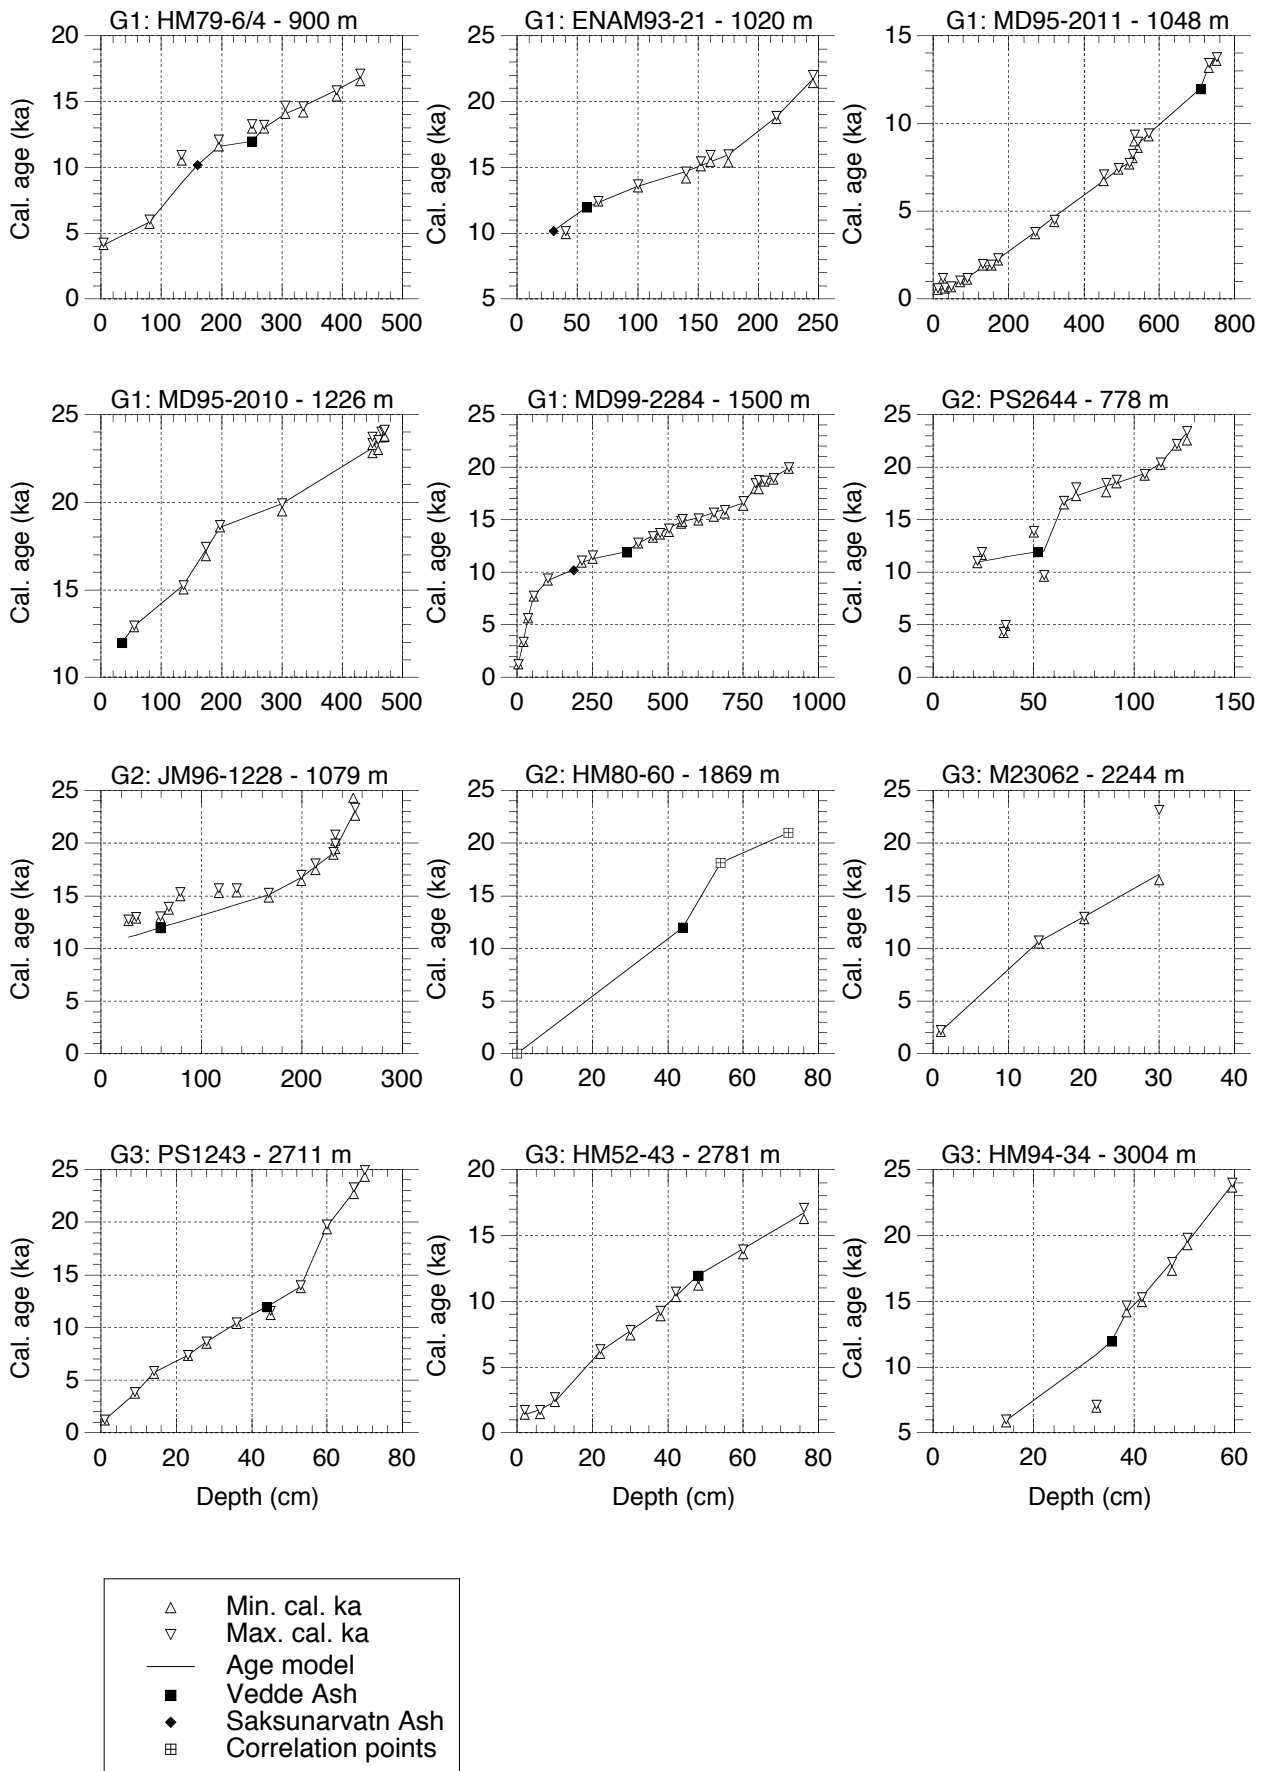 G1: HM79-6/4 - 900 m
G1: ENAM93-21 - 1020 m
G1: MD95-2011 - 1048 m
Cal. age (ka)
20
15
10
5
0
0 100 200 300 400 500
Cal. age (ka)
25
20
15
10
5
0 50 100 150 200 250
Cal. age (ka)
15
10
5
0
0 200 400 600 800
G1: MD95-2010 - 1226 m
G1: MD99-2284 - 1500 m
G2: PS2644 - 778 m
Cal. age (ka)
25
20
15
10
0 100 200 300 400 500
Cal. age (ka)
25
20
15
10
5
0
0 250 500 750 1000
Cal. age (ka)
25
20
15
10
5
0
0 50 100 150
G2: JM96-1228 - 1079 m
G2: HM80-60 - 1869 m
G3: M23062 - 2244 m
Cal. age (ka)
25
20
15
10
5
0
0 100 200 300
Cal. age (ka)
25
20
15
10
5
0
0 20 40 60 80
Cal. age (ka)
25
20
15
10
5
0
0 10 20 30 40
G3: PS1243 - 2711 m
G3: HM52-43 - 2781 m
G3: HM94-34 - 3004 m
Cal. age (ka)
25
20
15
10
5
0
0 20 40 60 80
Depth (cm)
Cal. age (ka)
20
15
10
5
0
0 20 40 60 80
Depth (cm)
Cal. age (ka)
25
20
15
10
5
0 20 40 60
Depth (cm)
Min. cal. ka
Max. cal. ka
Age model
Vedde Ash
Saksunarvatn Ash
Correlation points